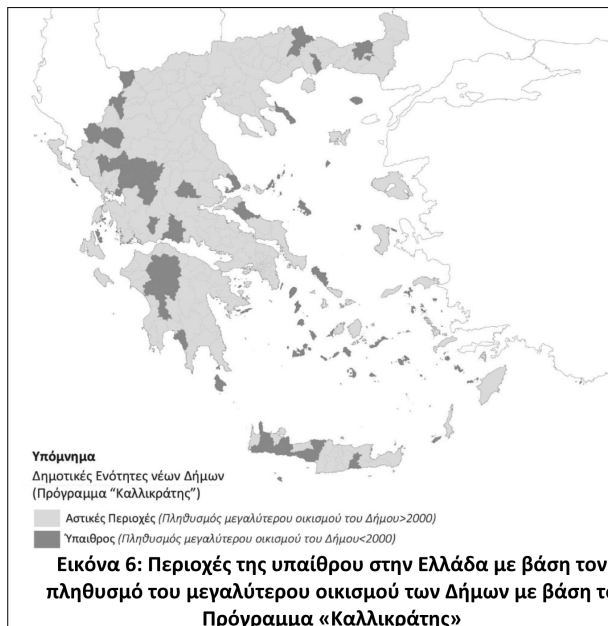 Υπόμνημα
Δημοτικές Ενότητες νέων Δήμων
(Πρόγραμμα "Καλλικράτης")
Αστικές Περιοχές (Πληθυσμός μεγαλύτερου οικισμού του Δήμου>2000)
Ύπαιθρος (Πληθυσμός μεγαλύτερου οικισμού του Δήμου<2000)
Εικόνα 6: Περιοχές της υπαίθρου στην Ελλάδα με βάση τον
πληθυσμό του μεγαλύτερου οικισμού των Δήμων με βάση το
Πρόγραμμα «Καλλικράτης»